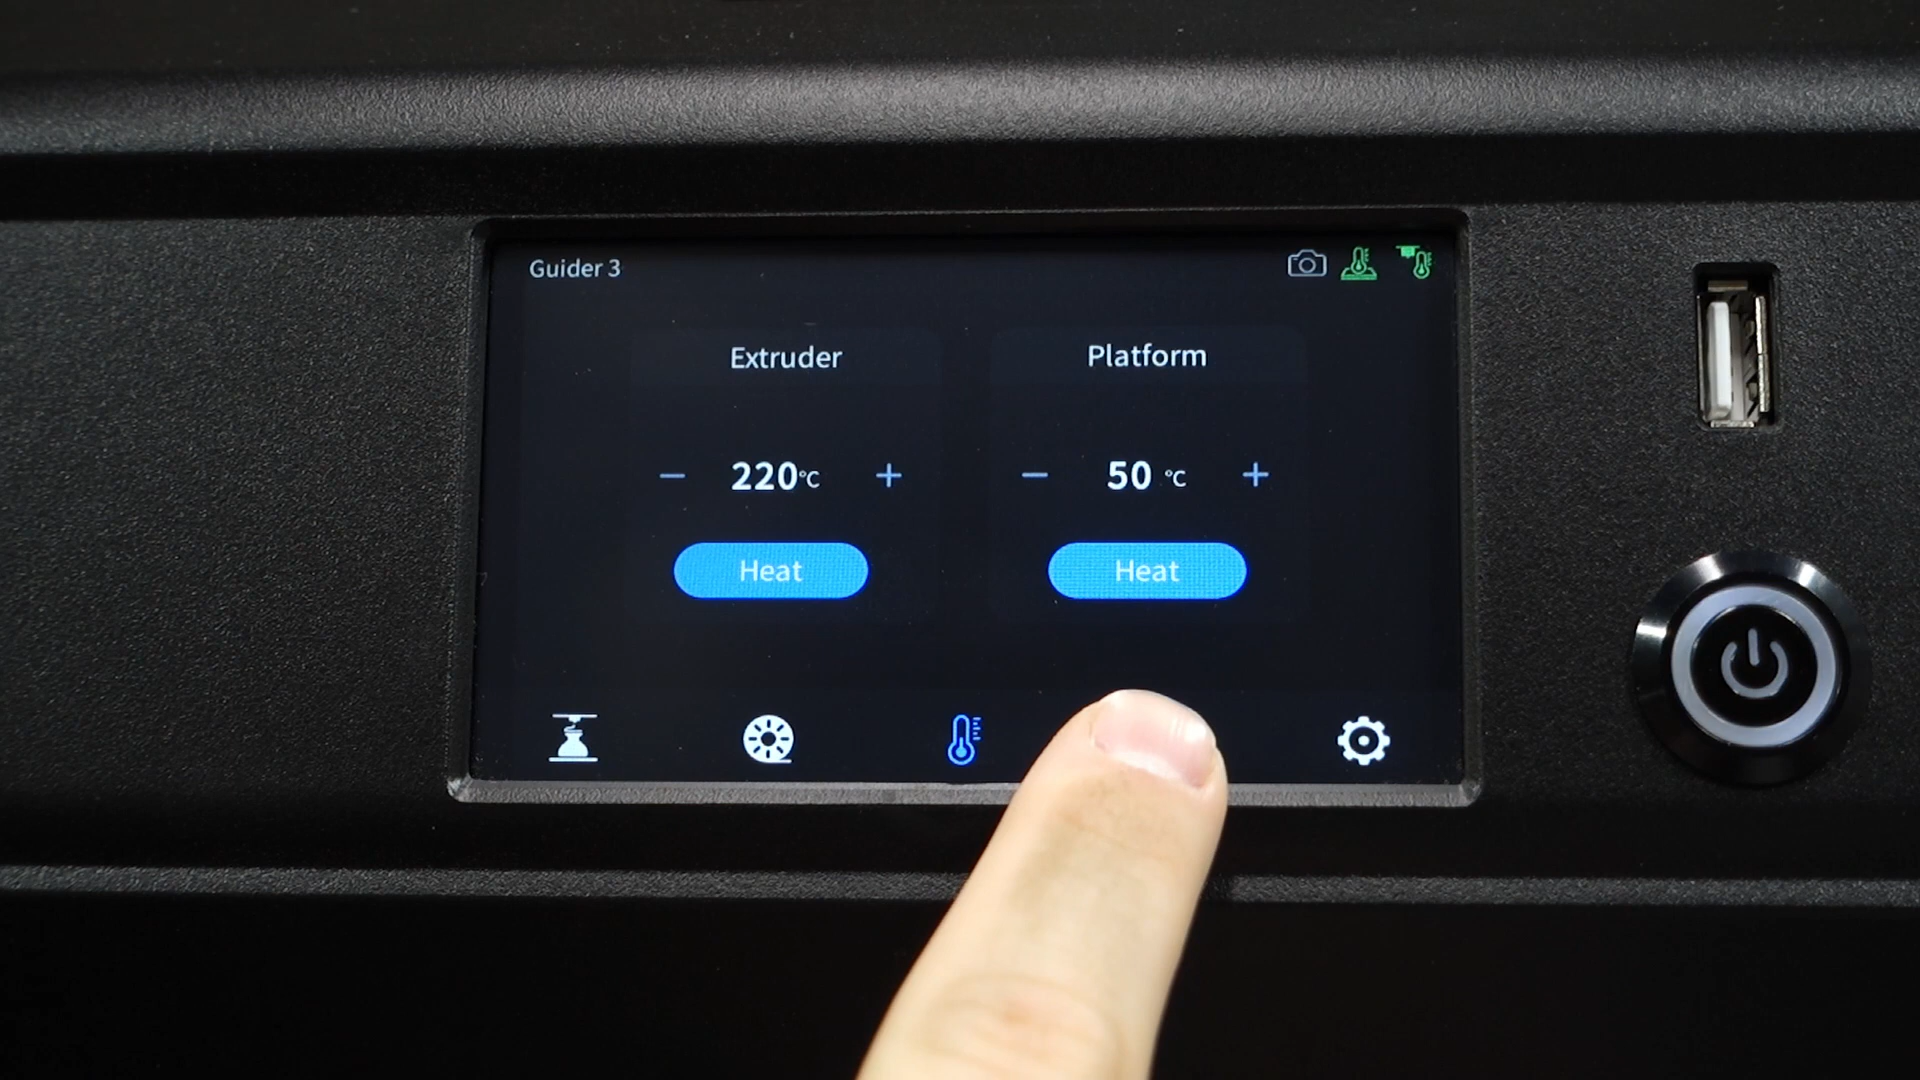 Guider 3
Extruder
Platform
− 220°C +
− 50 °C +
Heat
Heat